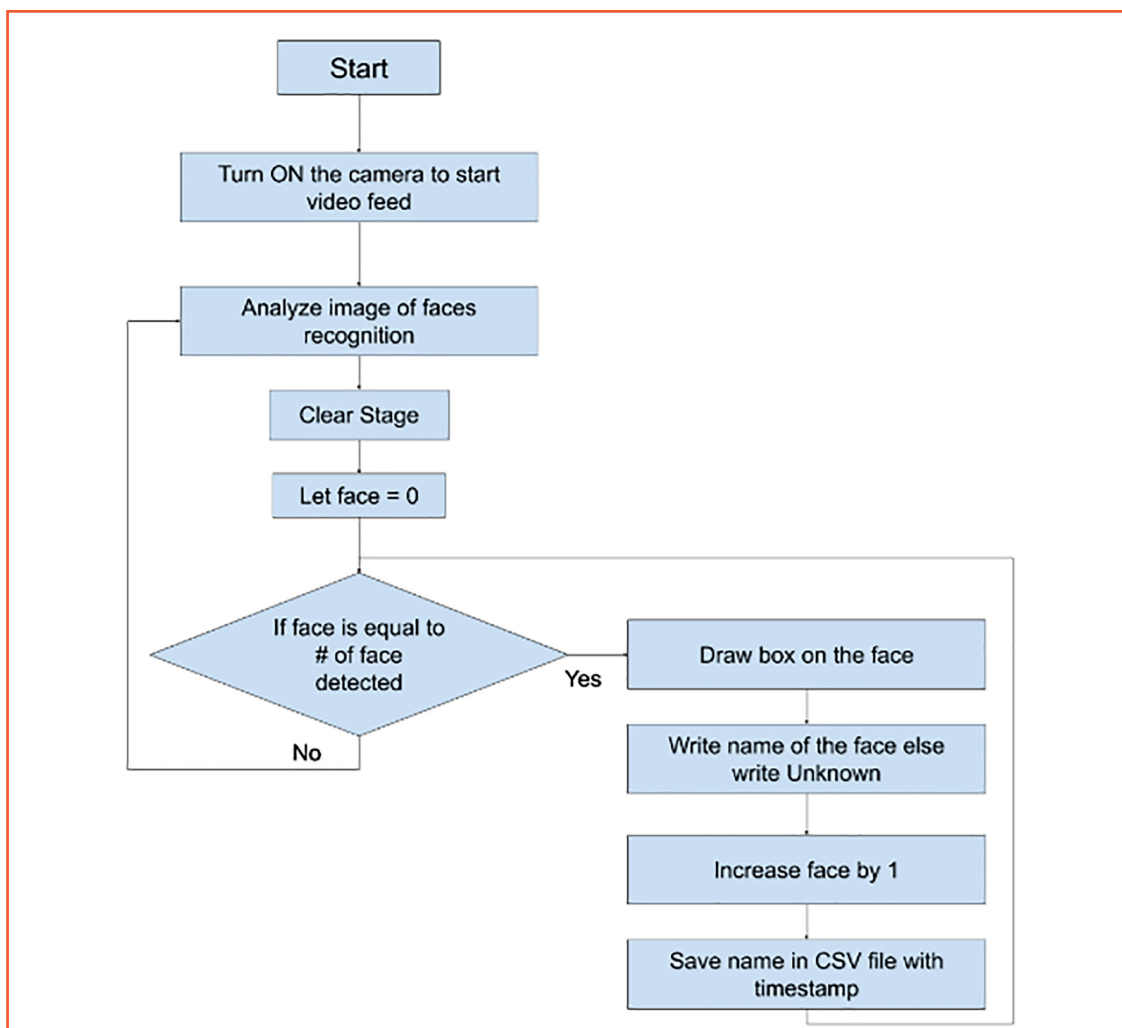 Start
Turn ON the camera to start
video feed
Analyze image of faces
recognition
Clear Stage
Let face = 0
If face is equal to
# of face
detected
Yes
No
Draw box on the face
Write name of the face else
write Unknown
Increase face by 1
Save name in CSV file with
timestamp